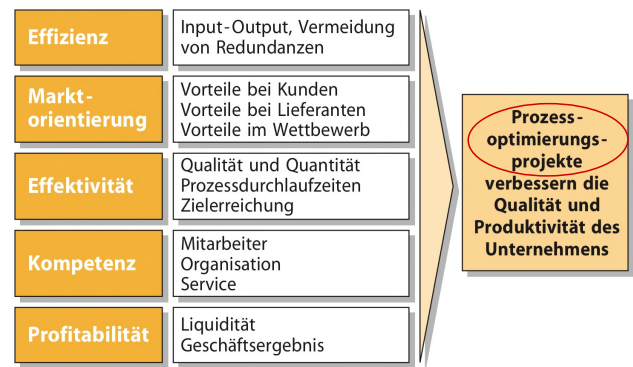 Effizienz
Input-Output, Vermeidung
von Redundanzen
Markt-
orientierung
Vorteile bei Kunden
Vorteile bei Lieferanten
Vorteile im Wettbewerb
Effektivität
Qualität und Quantität
Prozessdurchlaufzeiten
Zielerreichung
Kompetenz
Mitarbeiter
Organisation
Service
Profitabilität
Liquidität
Geschäftsergebnis
Prozess-
optimierungs-
projekte
verbessern die
Qualität und
Produktivität des
Unternehmens